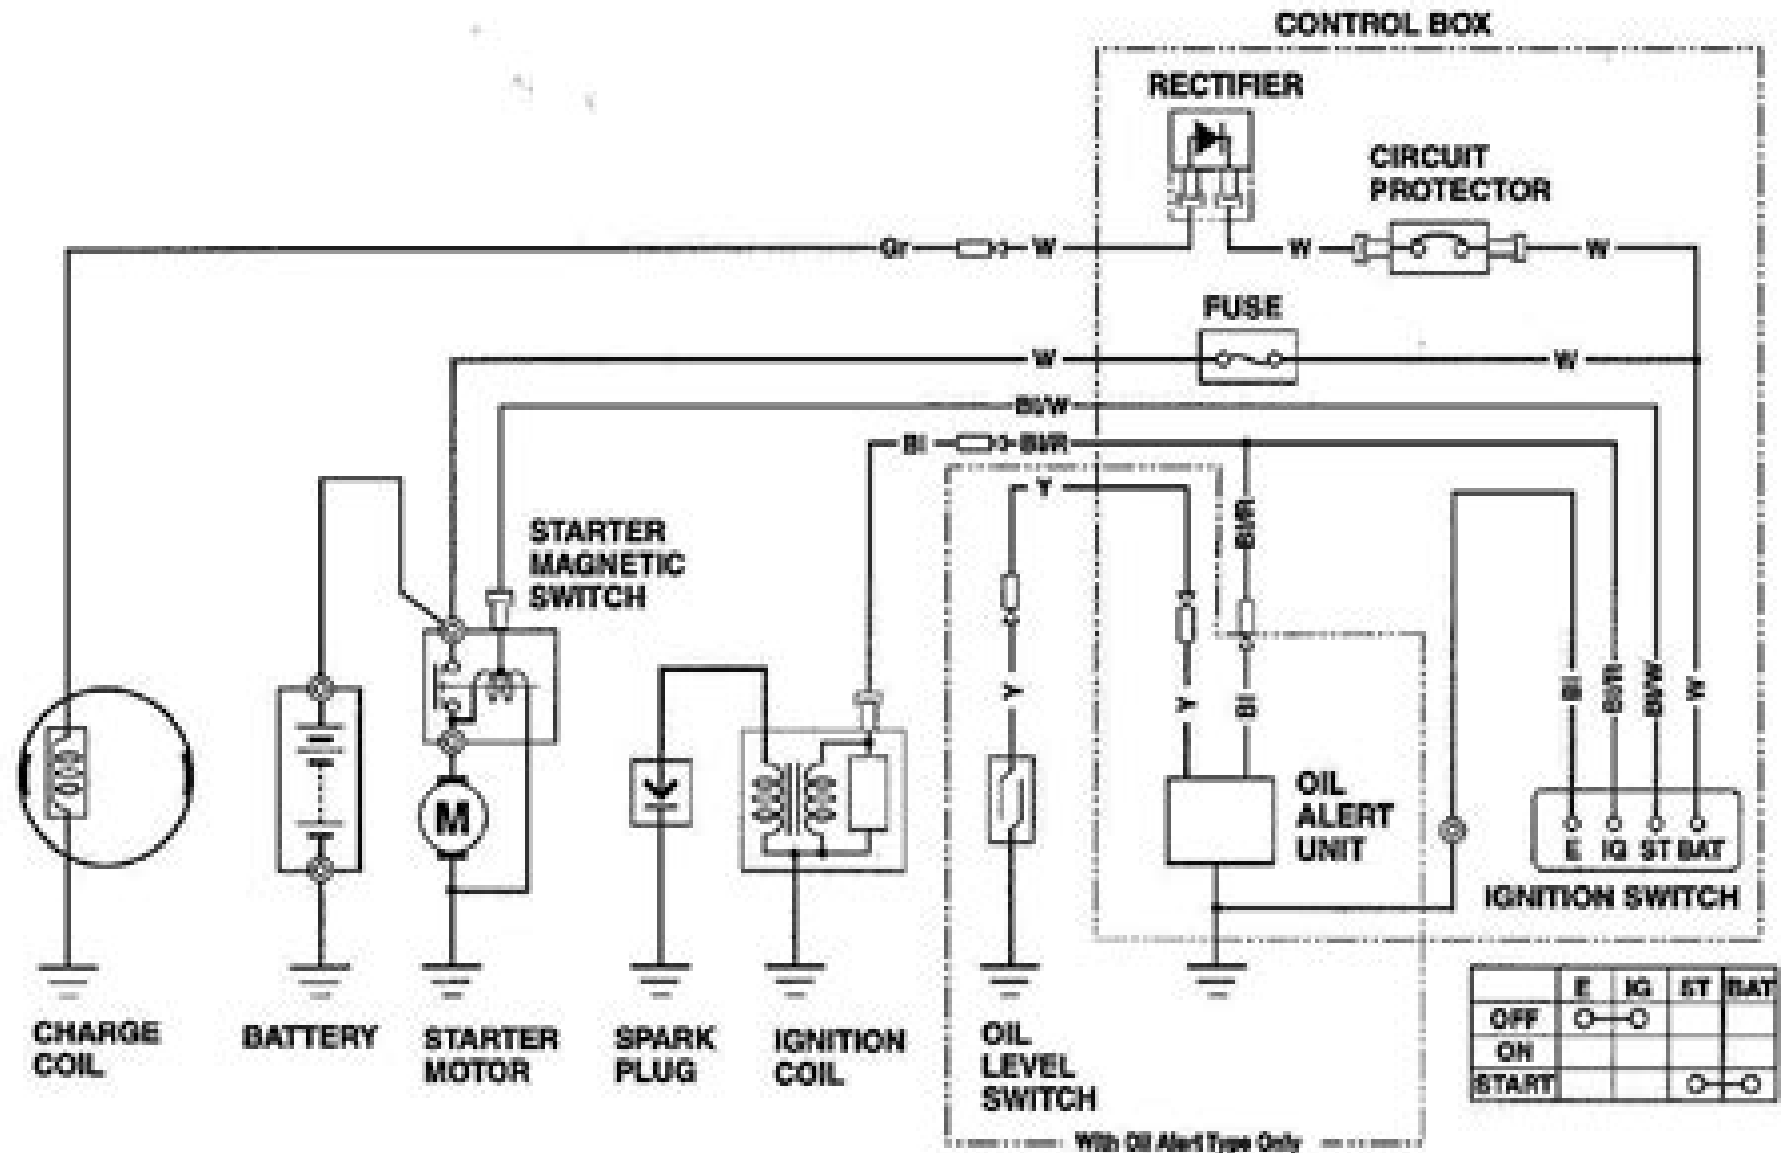 CONTROL BOX
RECTIFIER
CIRCUIT
PROTECTOR
Gr
W
W
W
FUSE
W
W
Bl/W
Bl
Bl/R
Y
STARTER
MAGNETIC
SWITCH
Bl/R
Y
Y
Bl
Bl
Bl/R
Bl/W
W
M
OIL
ALERT
UNIT
E IG ST BAT
IGNITION SWITCH
CHARGE
COIL
BATTERY
STARTER
MOTOR
SPARK
PLUG
IGNITION
COIL
OIL
LEVEL
SWITCH
E IG ST BAT
OFF
ON
START
With Oil Alert Type Only